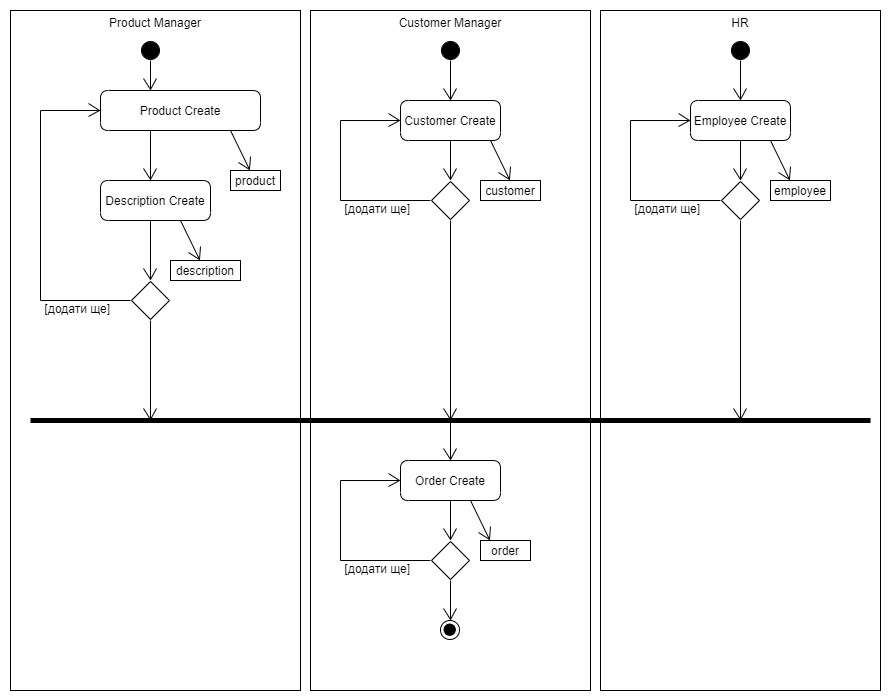 Product Manager
Product Create
product
Description Create
description
[додати ще]
Customer Manager
Customer Create
customer
[додати ще]
Order Create
order
[додати ще]
HR
Employee Create
employee
[додати ще]